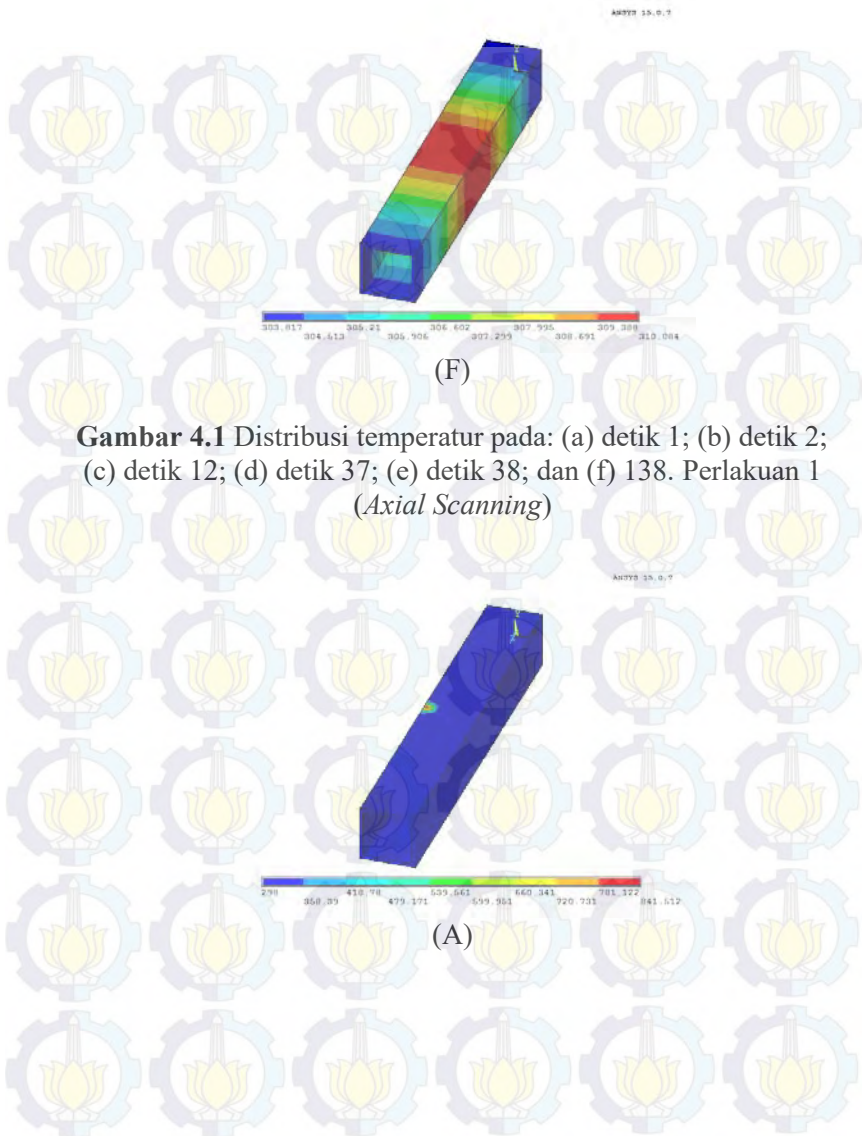 ANSYS 15.0.7
303.817 305.21 306.602 307.995 309.388
304.513 305.906 307.299 308.691 310.084
(F)
Gambar 4.1 Distribusi temperatur pada: (a) detik 1; (b) detik 2;
(c) detik 12; (d) detik 37; (e) detik 38; dan (f) 138. Perlakuan 1
(Axial Scanning)
ANSYS 15.0.7
298 418.78 539.561 660.341 781.122
358.39 479.171 599.951 720.731 841.512
(A)